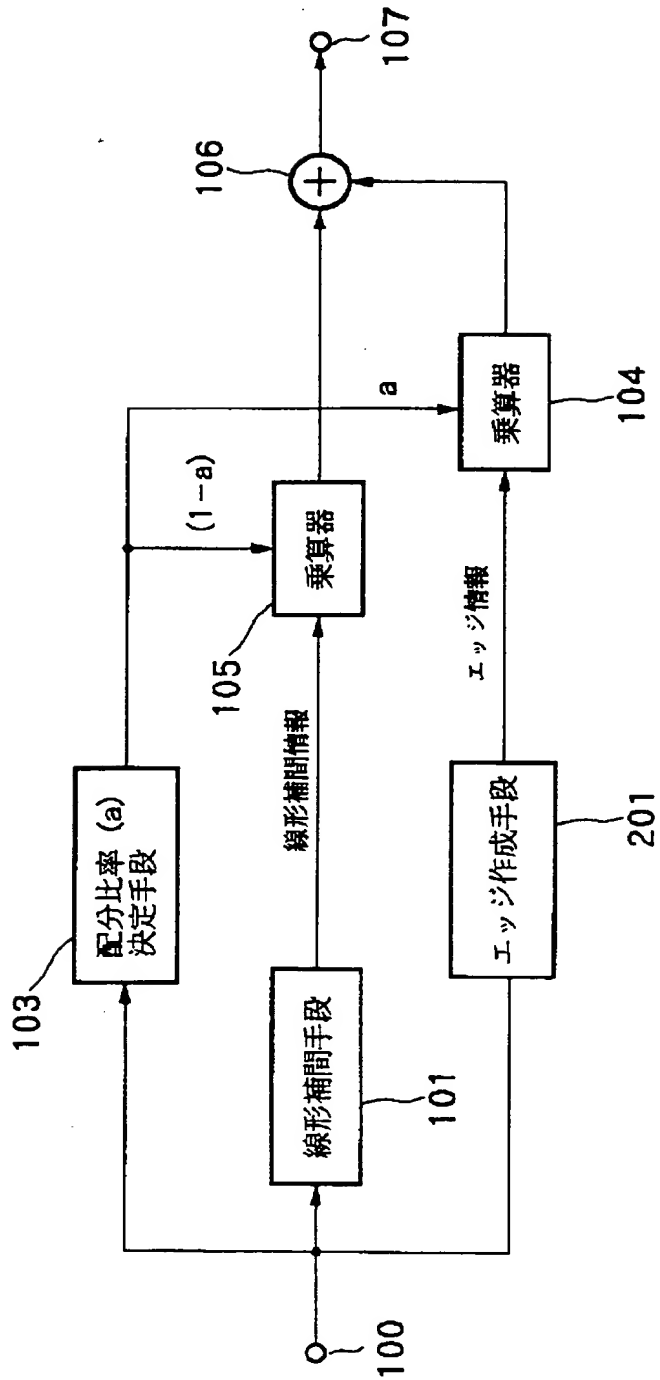 103
配分比率(a)
決定手段
(1-a)
a
105
乗算器
106
+
107
100
線形補間手段
101
線形補間情報
乗算器
104
エッジ作成手段
201
エッジ情報